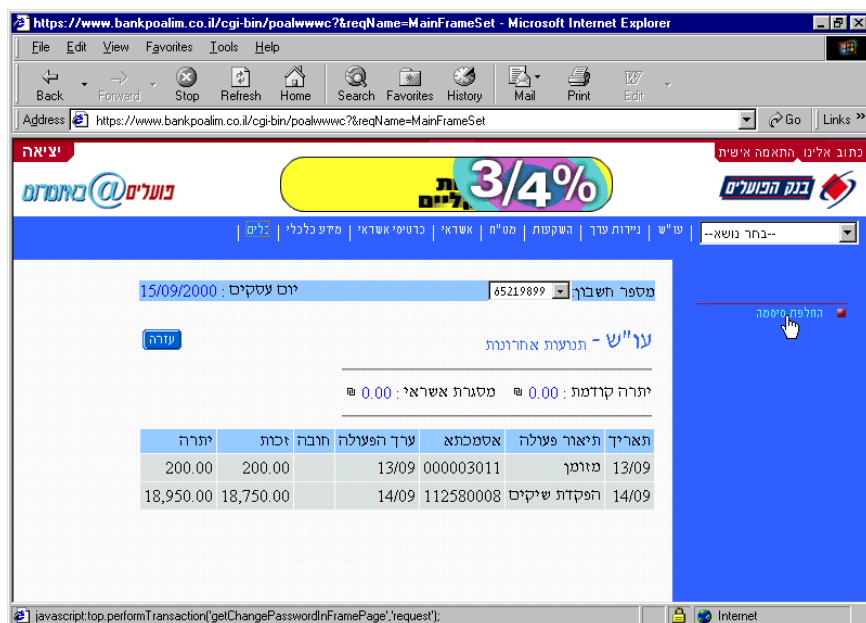 https://www.bankpoalim.co.il/cgi-bin/poalwwwc?&reqName=MainFrameSet - Microsoft Internet Explorer
File Edit View Favorites Tools Help
Back Forward Stop Refresh Home Search Favorites History Mail Print Edit
Address https://www.bankpoalim.co.il/cgi-bin/poalwwwc?&reqName=MainFrameSet Go Links »
כתוב אלינו התאמה אישית יציאה
בנק הפועלים 3/4% פועלים@באינטרנט
--בחר נושא-- | עו"ש | ניירות ערך | השקעות | מט"ח | אשראי | כרטיסי אשראי | מידע כלכלי | כלים |
החלפת סיסמה
מספר חשבון: 65219899 יום עסקים : 15/09/2000
עו"ש - תנועות אחרונות עזרה
יתרה קודמת : 0.00 ₪ מסגרת אשראי : 0.00 ₪
תאריך תיאור פעולה אסמכתא ערך הפעולה חובה זכות יתרה
13/09 מזומן 000003011 13/09 200.00 200.00
14/09 הפקדת שיקים 112580008 14/09 18,750.00 18,950.00
javascript:top.performTransaction('getChangePasswordInFramePage','request'); Internet